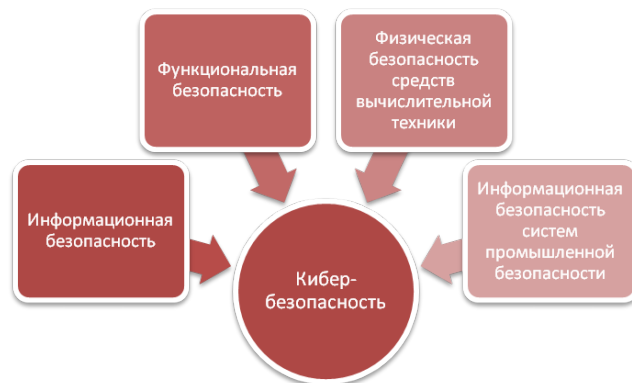 Функциональная
безопасность
Физическая
безопасность
средств
вычислительной
техники
Информационная
безопасность
Информационная
безопасность
систем
промышленной
безопасности
Кибер-
безопасность